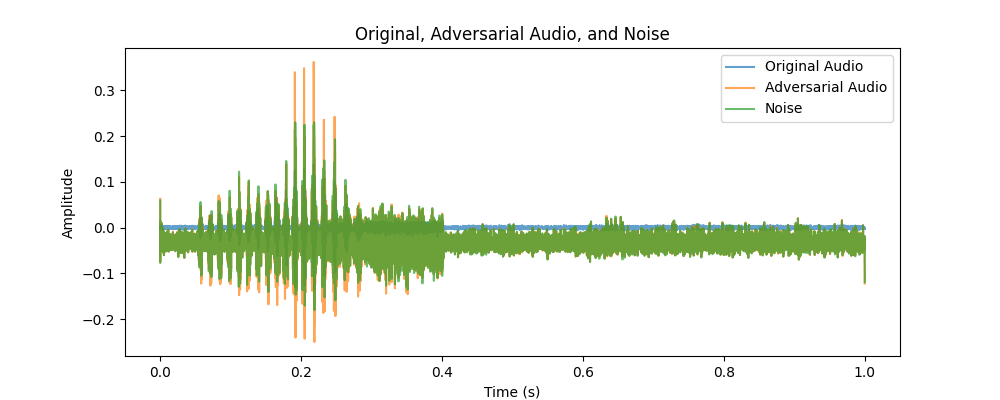 Original, Adversarial Audio, and Noise
Original Audio
Adversarial Audio
Noise
Amplitude
0.3
0.2
0.1
0.0
−0.1
−0.2
0.0 0.2 0.4 0.6 0.8 1.0
Time (s)